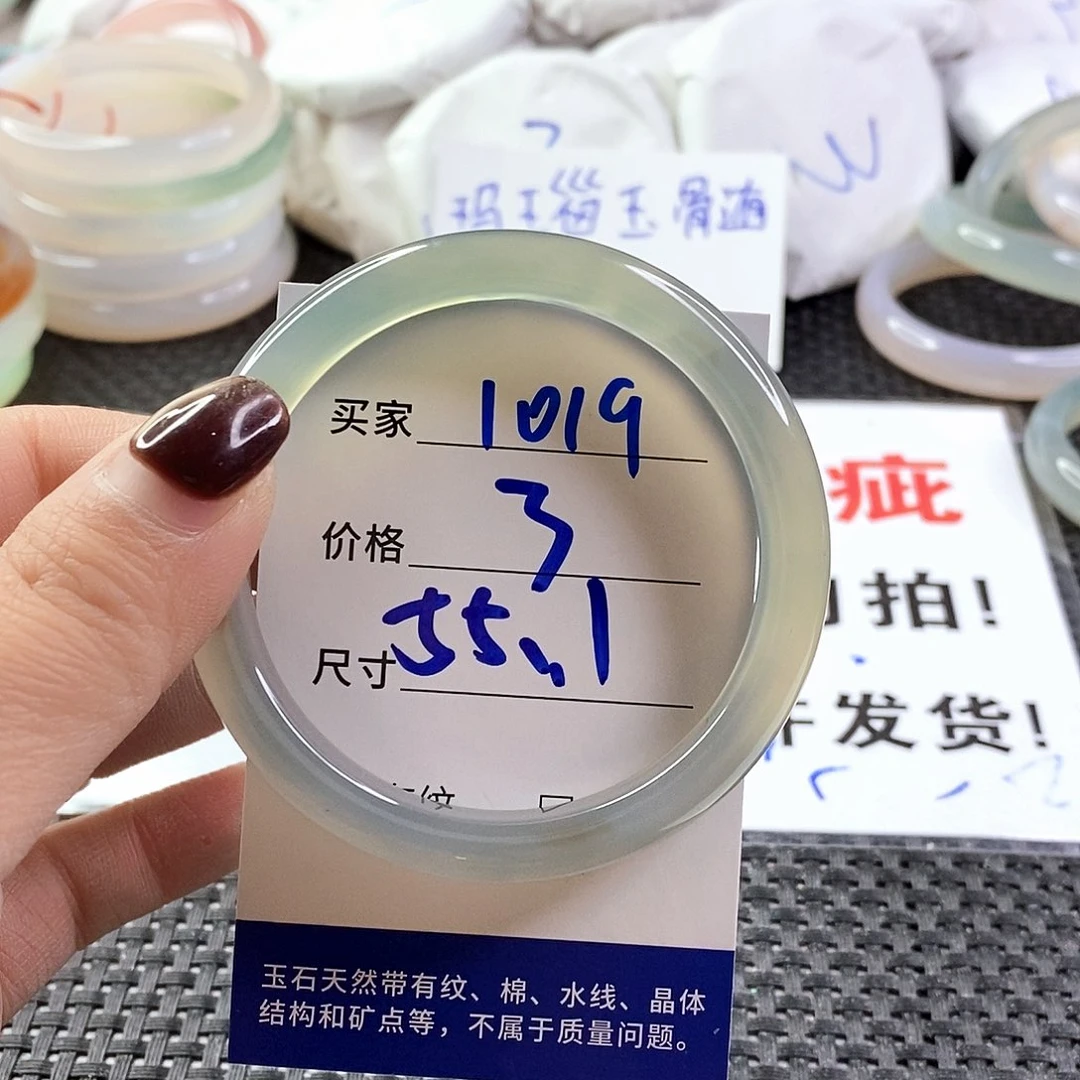 玛瑙玉骨髓
买家 1019
价格 3
尺寸 55.1
玉石天然带有纹、棉、水线、晶体
结构和矿点等，不属于质量问题。
疵
拍!
发货!